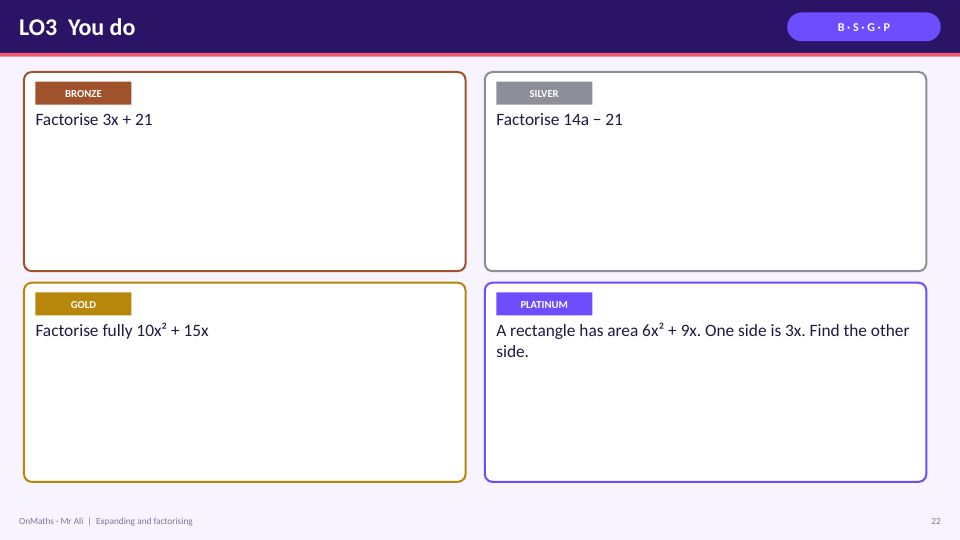 LO3 You do
B · S · G · P
BRONZE
Factorise 3x + 21
SILVER
Factorise 14a − 21
GOLD
Factorise fully 10x² + 15x
PLATINUM
A rectangle has area 6x² + 9x. One side is 3x. Find the other
side.
OnMaths · Mr Ali | Expanding and factorising
22